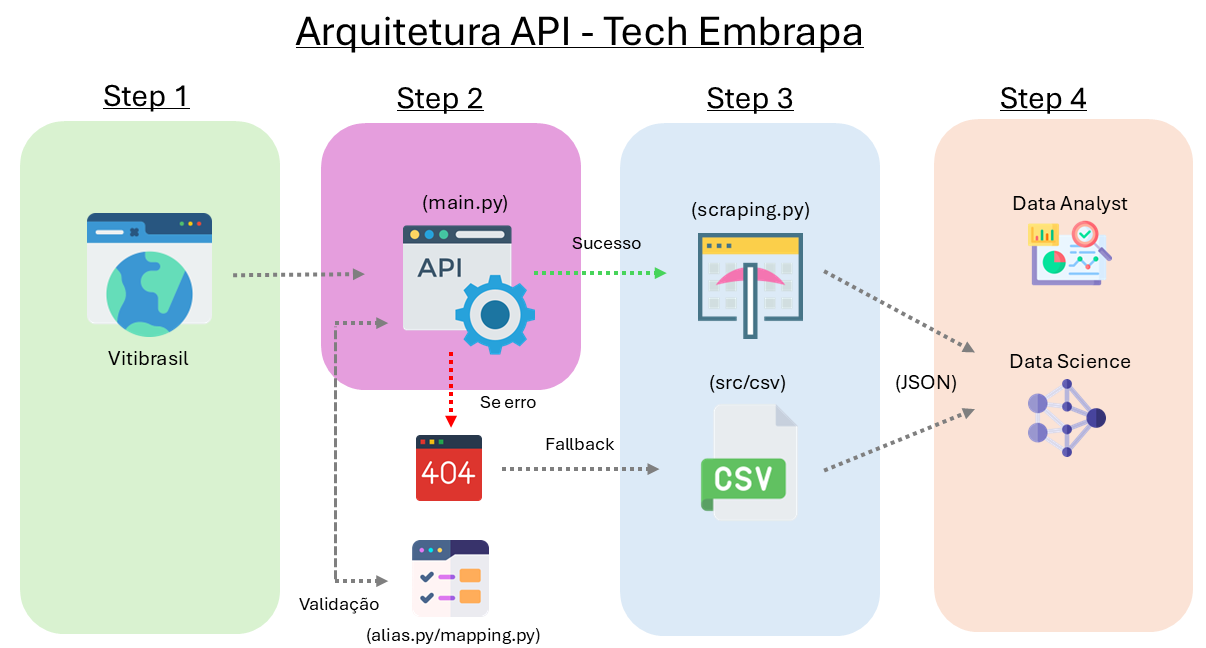 Arquitetura API - Tech Embrapa
Step 1
Step 2
Step 3
Step 4
Vitibrasil
(main.py)
API
Sucesso
Se erro
404
Fallback
Validação
(alias.py/mapping.py)
(scraping.py)
(src/csv)
CSV
(JSON)
Data Analyst
Data Science